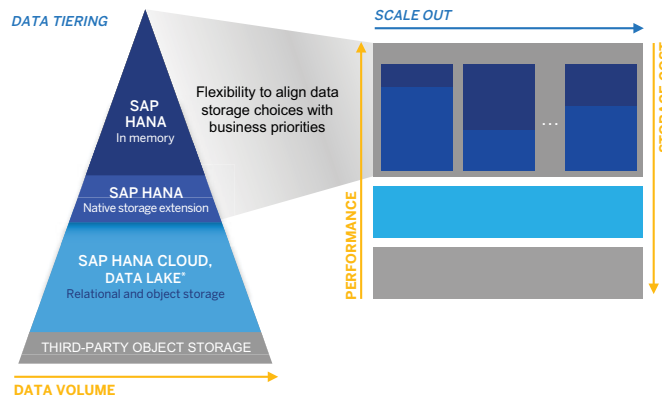 DATA TIERING
SCALE OUT
SAP
HANA
In memory
Flexibility to align data
storage choices with
business priorities
...
SAP HANA
Native storage extension
SAP HANA CLOUD,
DATA LAKE*
Relational and object storage
THIRD-PARTY OBJECT STORAGE
DATA VOLUME
PERFORMANCE
STORAGE COST